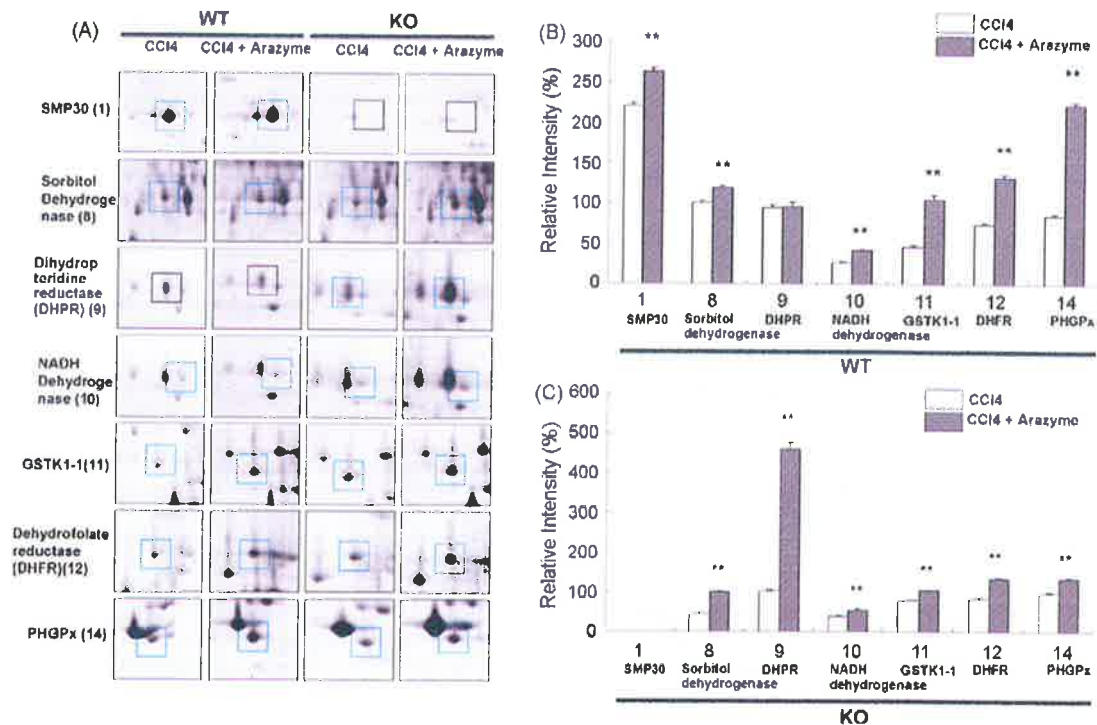 (A)
WT
KO
CCl4
CCl4 + Arazyme
CCl4
CCl4 + Arazyme
SMP30 (1)
Sorbitol
Dehydroge
nase (8)
Dihydrop
teridine
reductase
(DHPR) (9)
NADH
Dehydroge
nase (10)
GSTK1-1(11)
Dehydrofolate
reductase
(DHFR)(12)
PHGPx (14)
(B)
Relative Intensity (%)
300
250
200
150
100
50
0
CCl4
CCl4 + Arazyme
**
**
**
**
**
**
1
8
9
10
11
12
14
SMP30
Sorbitol
dehydrogenase
DHPR
NADH
dehydrogenase
GSTK1-1
DHFR
PHGPx
WT
(C)
Relative Intensity (%)
600
500
400
300
200
100
0
CCl4
CCl4 + Arazyme
**
**
**
**
**
**
1
8
9
10
11
12
14
SMP30
Sorbitol
dehydrogenase
DHPR
NADH
dehydrogenase
GSTK1-1
DHFR
PHGPx
KO